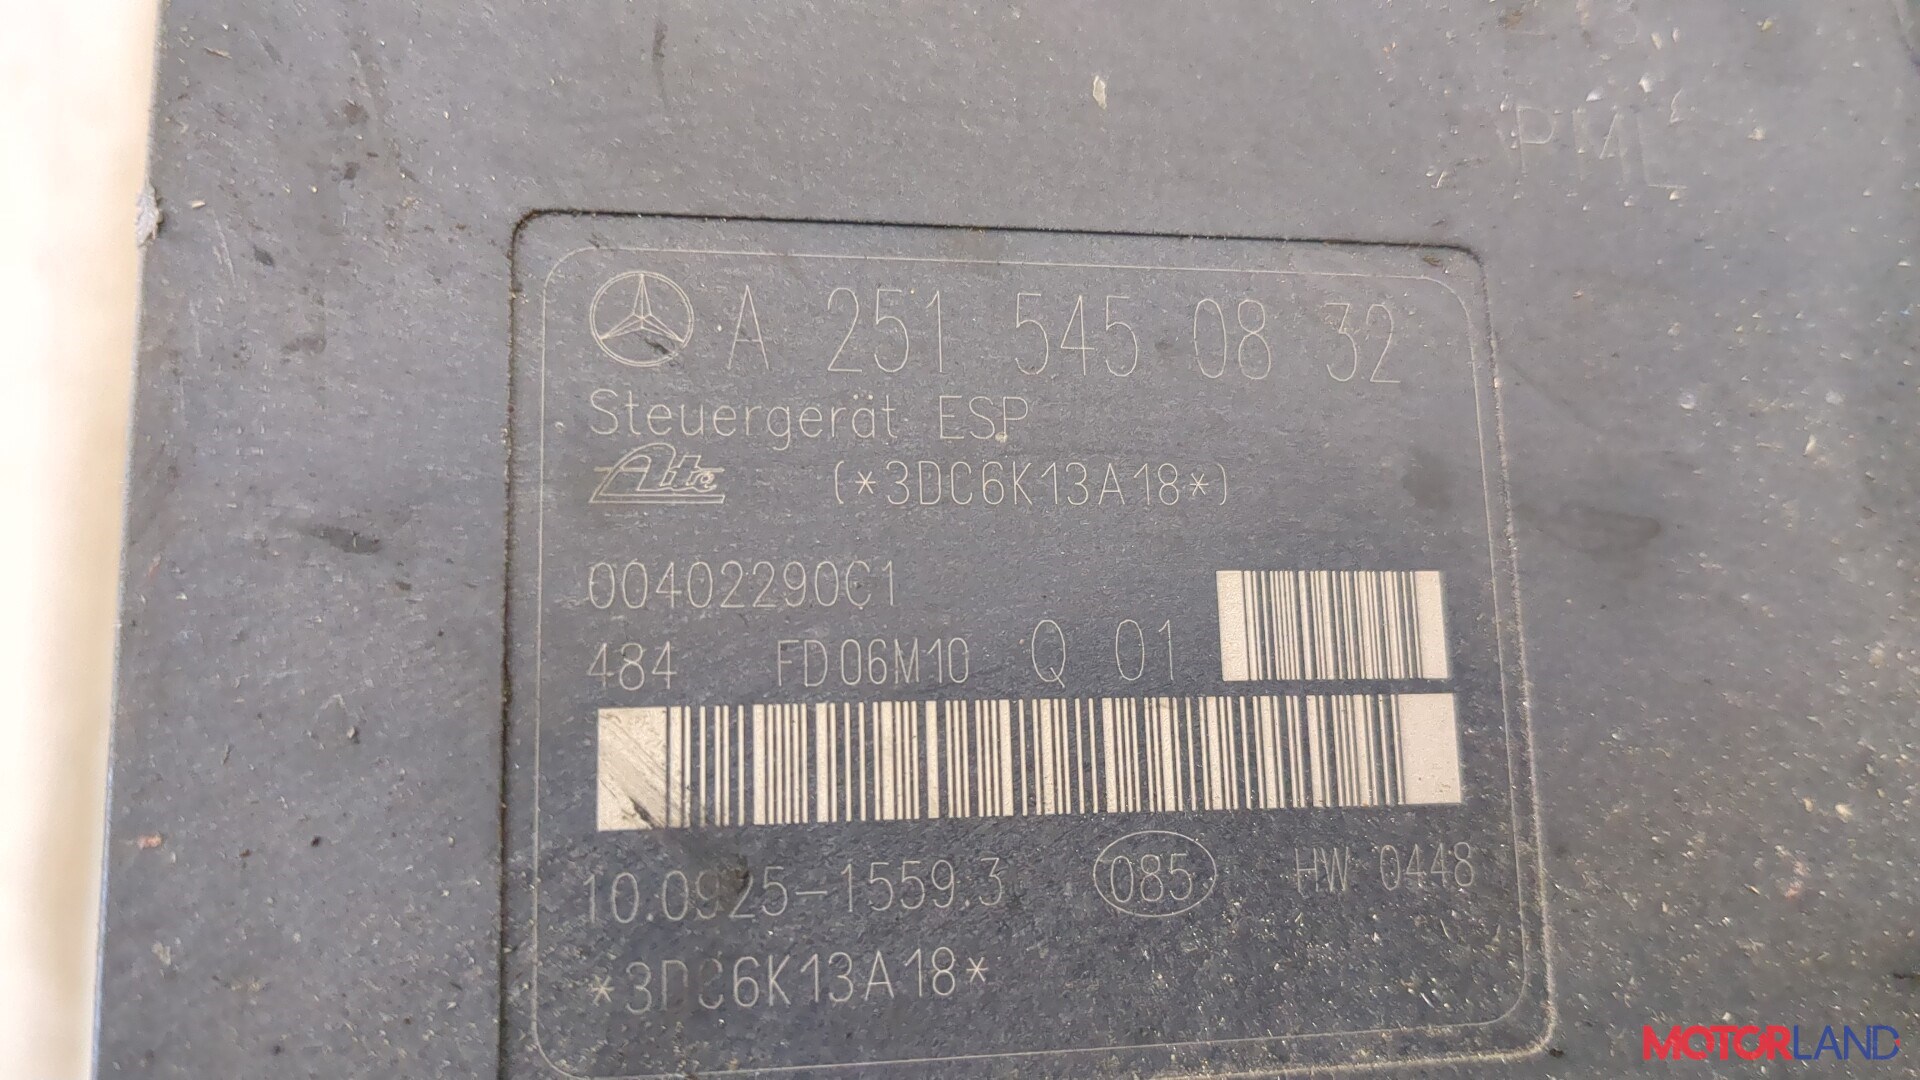 PML
A 251 545 08 32
Steuergerät ESP
Ate (*3DC6K13A18*)
00402290C1
484 FD06M10 Q 01
10.0925-1559.3 085 HW 0448
*3DC6K13A18*
MOTORLAND